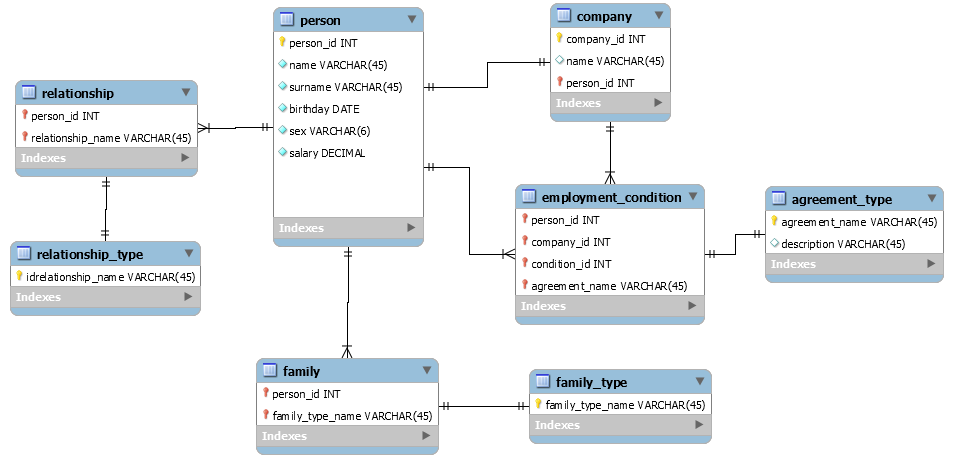 person
person_id INT
name VARCHAR(45)
surname VARCHAR(45)
birthday DATE
sex VARCHAR(6)
salary DECIMAL
Indexes
company
company_id INT
name VARCHAR(45)
person_id INT
Indexes
relationship
person_id INT
relationship_name VARCHAR(45)
Indexes
relationship_type
idrelationship_name VARCHAR(45)
Indexes
employment_condition
person_id INT
company_id INT
condition_id INT
agreement_name VARCHAR(45)
Indexes
agreement_type
agreement_name VARCHAR(45)
description VARCHAR(45)
Indexes
family
person_id INT
family_type_name VARCHAR(45)
Indexes
family_type
family_type_name VARCHAR(45)
Indexes